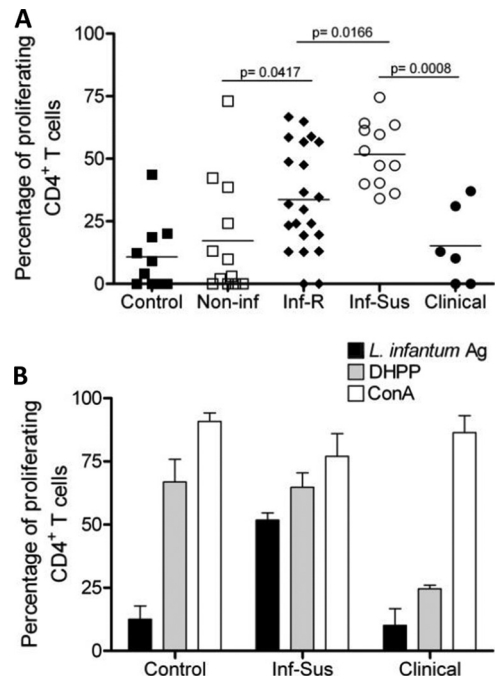 A
Percentage of proliferating
CD4+ T cells
100
75
50
25
0
p= 0.0166
p= 0.0417
p= 0.0008
Control Non-inf Inf-R Inf-Sus Clinical
B
L. infantum Ag
DHPP
ConA
Percentage of proliferating
CD4+ T cells
100
75
50
25
0
Control Inf-Sus Clinical